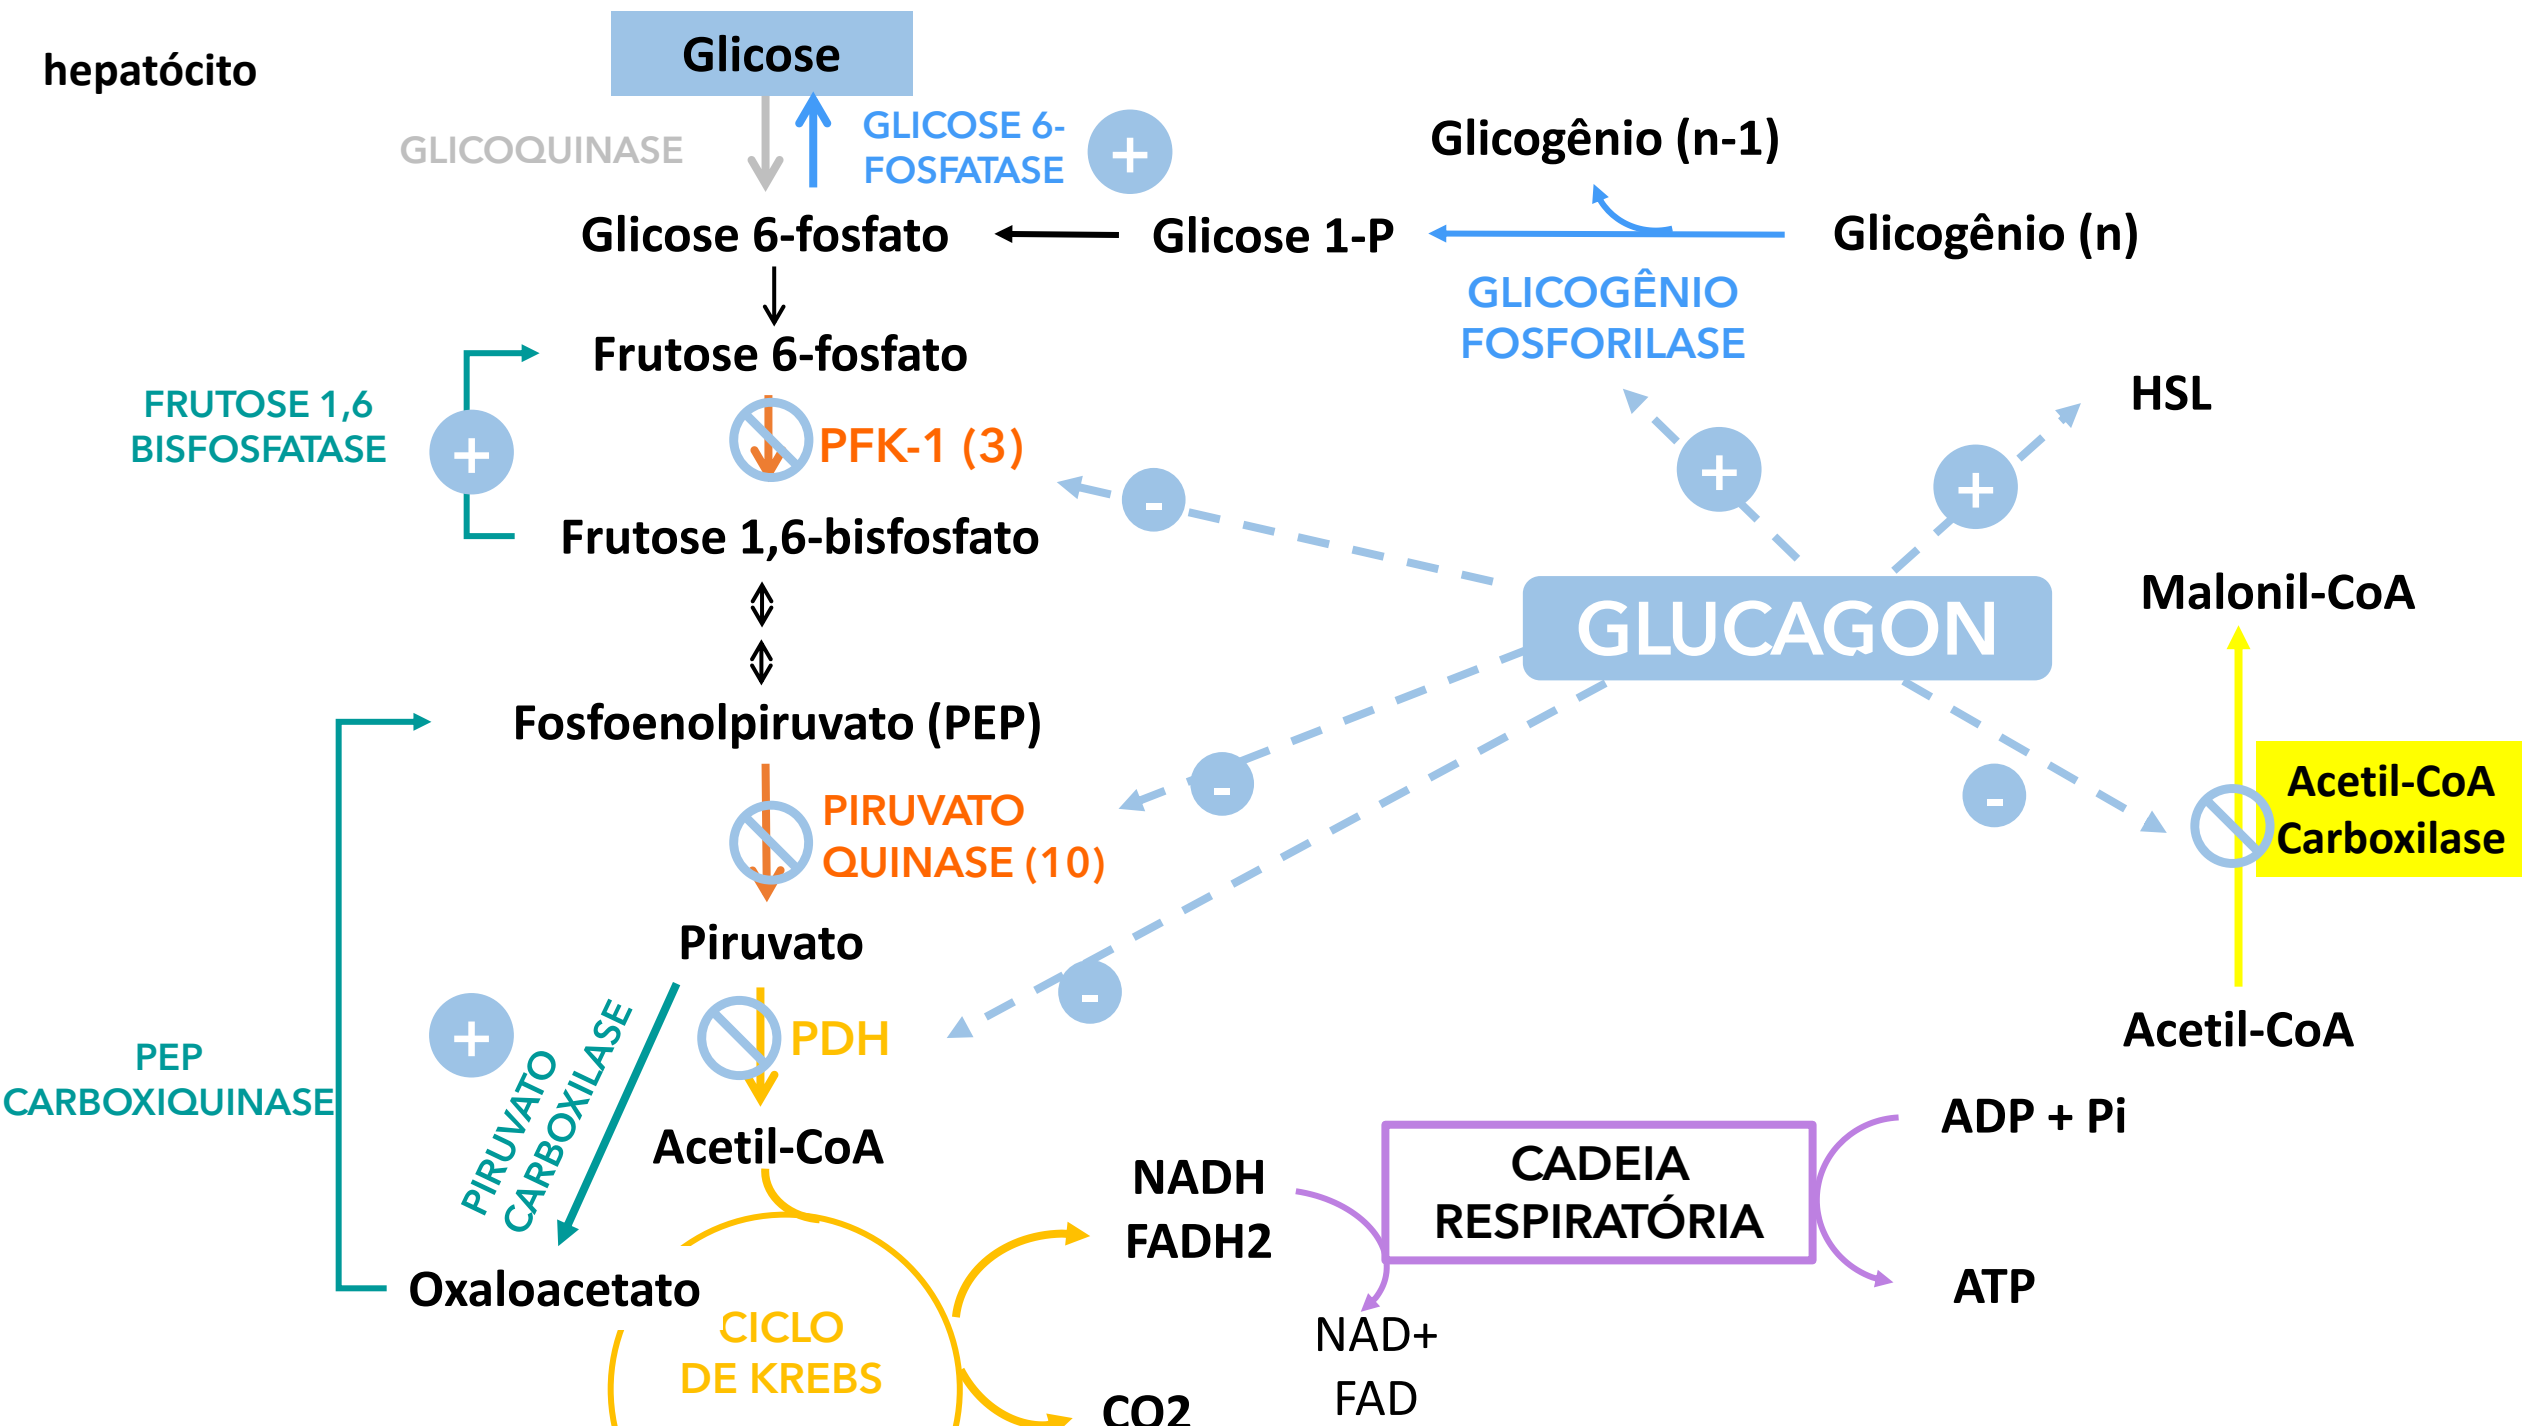 hepatócito
Glicose
GLICOQUINASE
GLICOSE 6-
FOSFATASE
+
Glicogênio (n-1)
Glicose 6-fosfato
Glicose 1-P
Glicogênio (n)
GLICOGÊNIO
FOSFORILASE
Frutose 6-fosfato
HSL
FRUTOSE 1,6
BISFOSFATASE
+
PFK-1 (3)
-
+
+
Frutose 1,6-bisfosfato
GLUCAGON
Malonil-CoA
Fosfoenolpiruvato (PEP)
PIRUVATO
QUINASE (10)
-
-
Acetil-CoA
Carboxilase
Piruvato
-
PEP
CARBOXIQUINASE
+
PIRUVATO
CARBOXILASE
PDH
Acetil-CoA
Acetil-CoA
NADH
FADH2
CADEIA
RESPIRATÓRIA
ADP + Pi
ATP
Oxaloacetato
CICLO
DE KREBS
NAD+
FAD
CO2